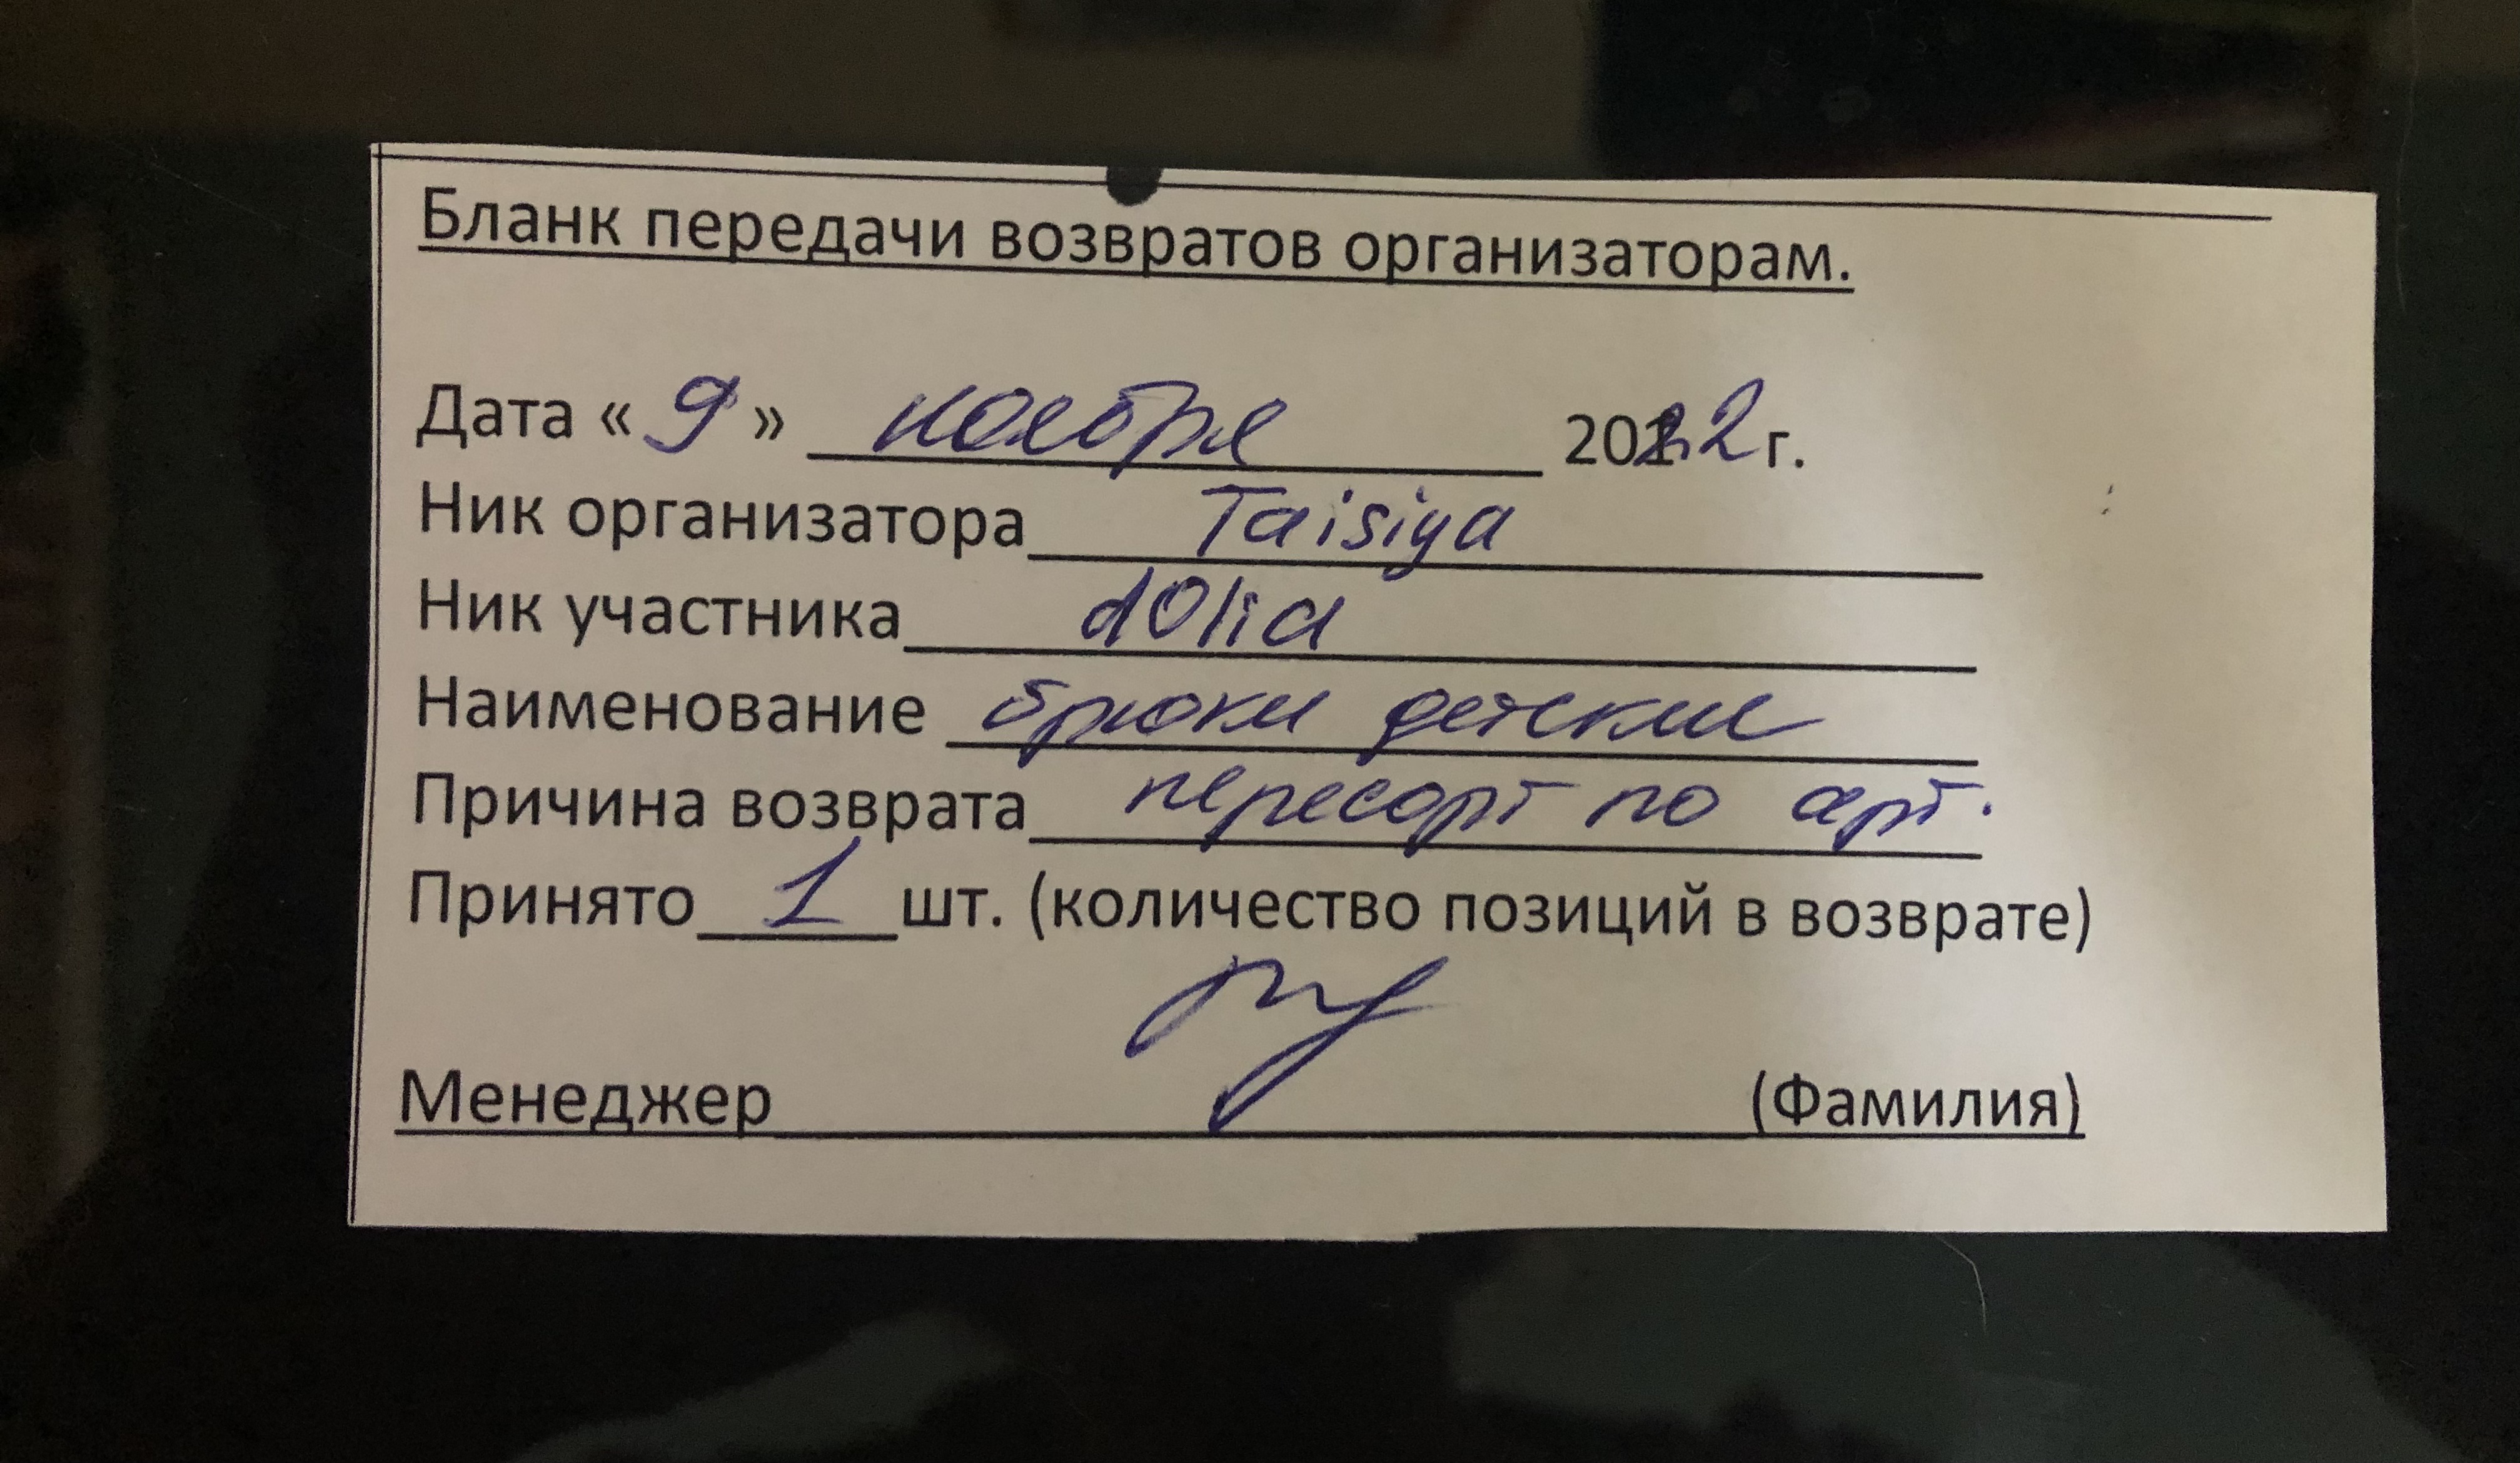 Бланк передачи возвратов организаторам.
Дата « 9 » ноября 2022 г.
Ник организатора Taisiya
Ник участника dOlia
Наименование брюки детские
Причина возврата пересорт по арт.
Принято 1 шт. (количество позиций в возврате)
Менеджер (Фамилия)